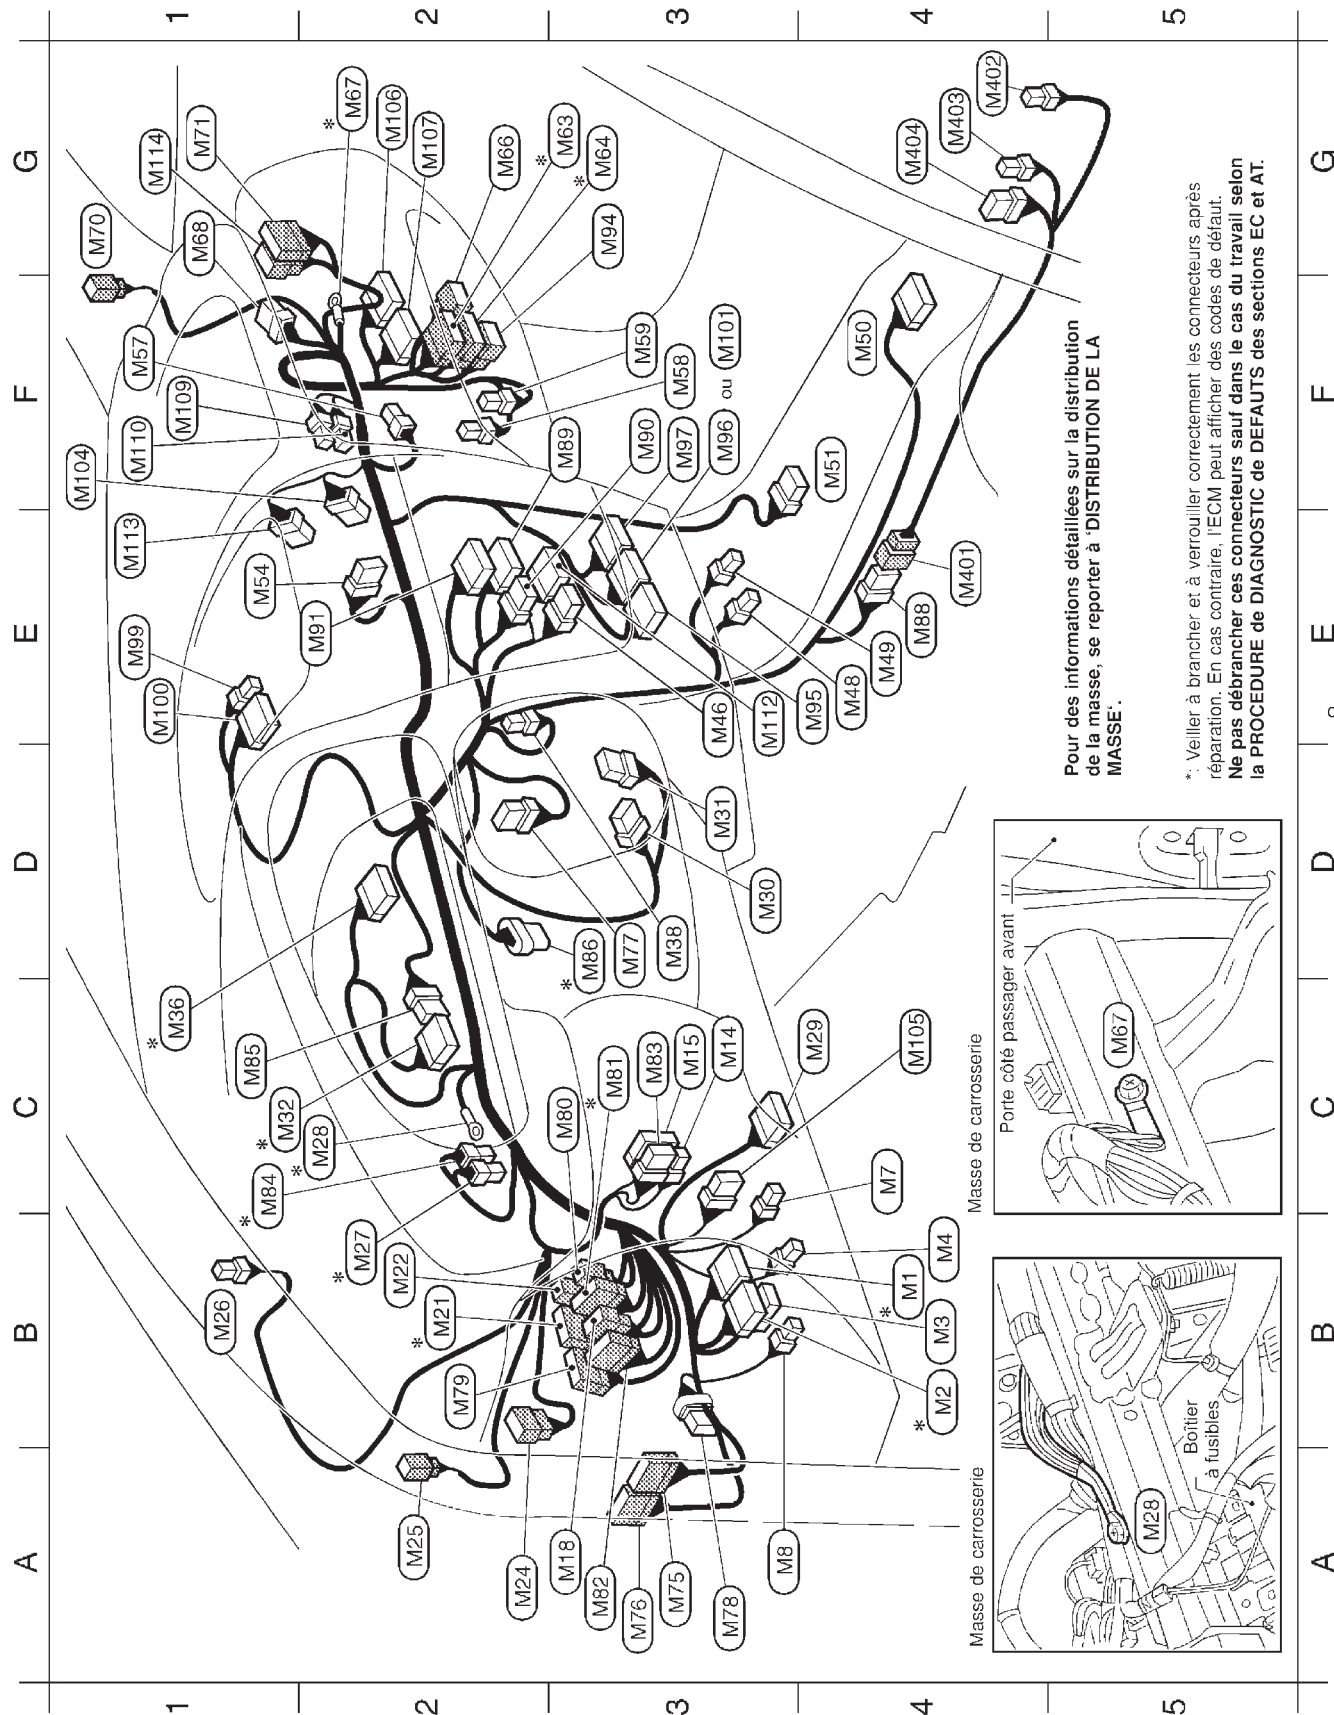 1
2
3
4
5
G
F
E
D
C
B
A
M70
M114
M71
M68
* M67
M106
M107
M66
* M63
* M64
M94
M57
M109
M110
M104
M113
M54
M91
M99
M100
M59
M58
ou M101
M89
M90
M97
M96
M51
M50
M404
M403
M402
M401
M88
M49
M48
M95
M112
M46
M31
M30
M38
M77
* M86
* M36
M85
* M32
* M28
* M84
* M27
M22
* M21
M79
M26
M25
M24
M18
M82
M76
M75
M78
M8
M80
* M81
M83
M15
M14
M29
M105
M7
M4
* M1
M3
* M2
Pour des informations détaillées sur la distribution
de la masse, se reporter à 'DISTRIBUTION DE LA
MASSE'.
*: Veiller à brancher et à verrouiller correctement les connecteurs après
réparation. En cas contraire, l'ECM peut afficher des codes de défaut.
Ne pas débrancher ces connecteurs sauf dans le cas du travail selon
la PROCEDURE de DIAGNOSTIC de DEFAUTS des sections EC et AT.
Masse de carrosserie
M28
Boîtier
à fusibles
Masse de carrosserie
Porte côté passager avant
M67
1
2
3
4
5
A
B
C
D
E
F
G